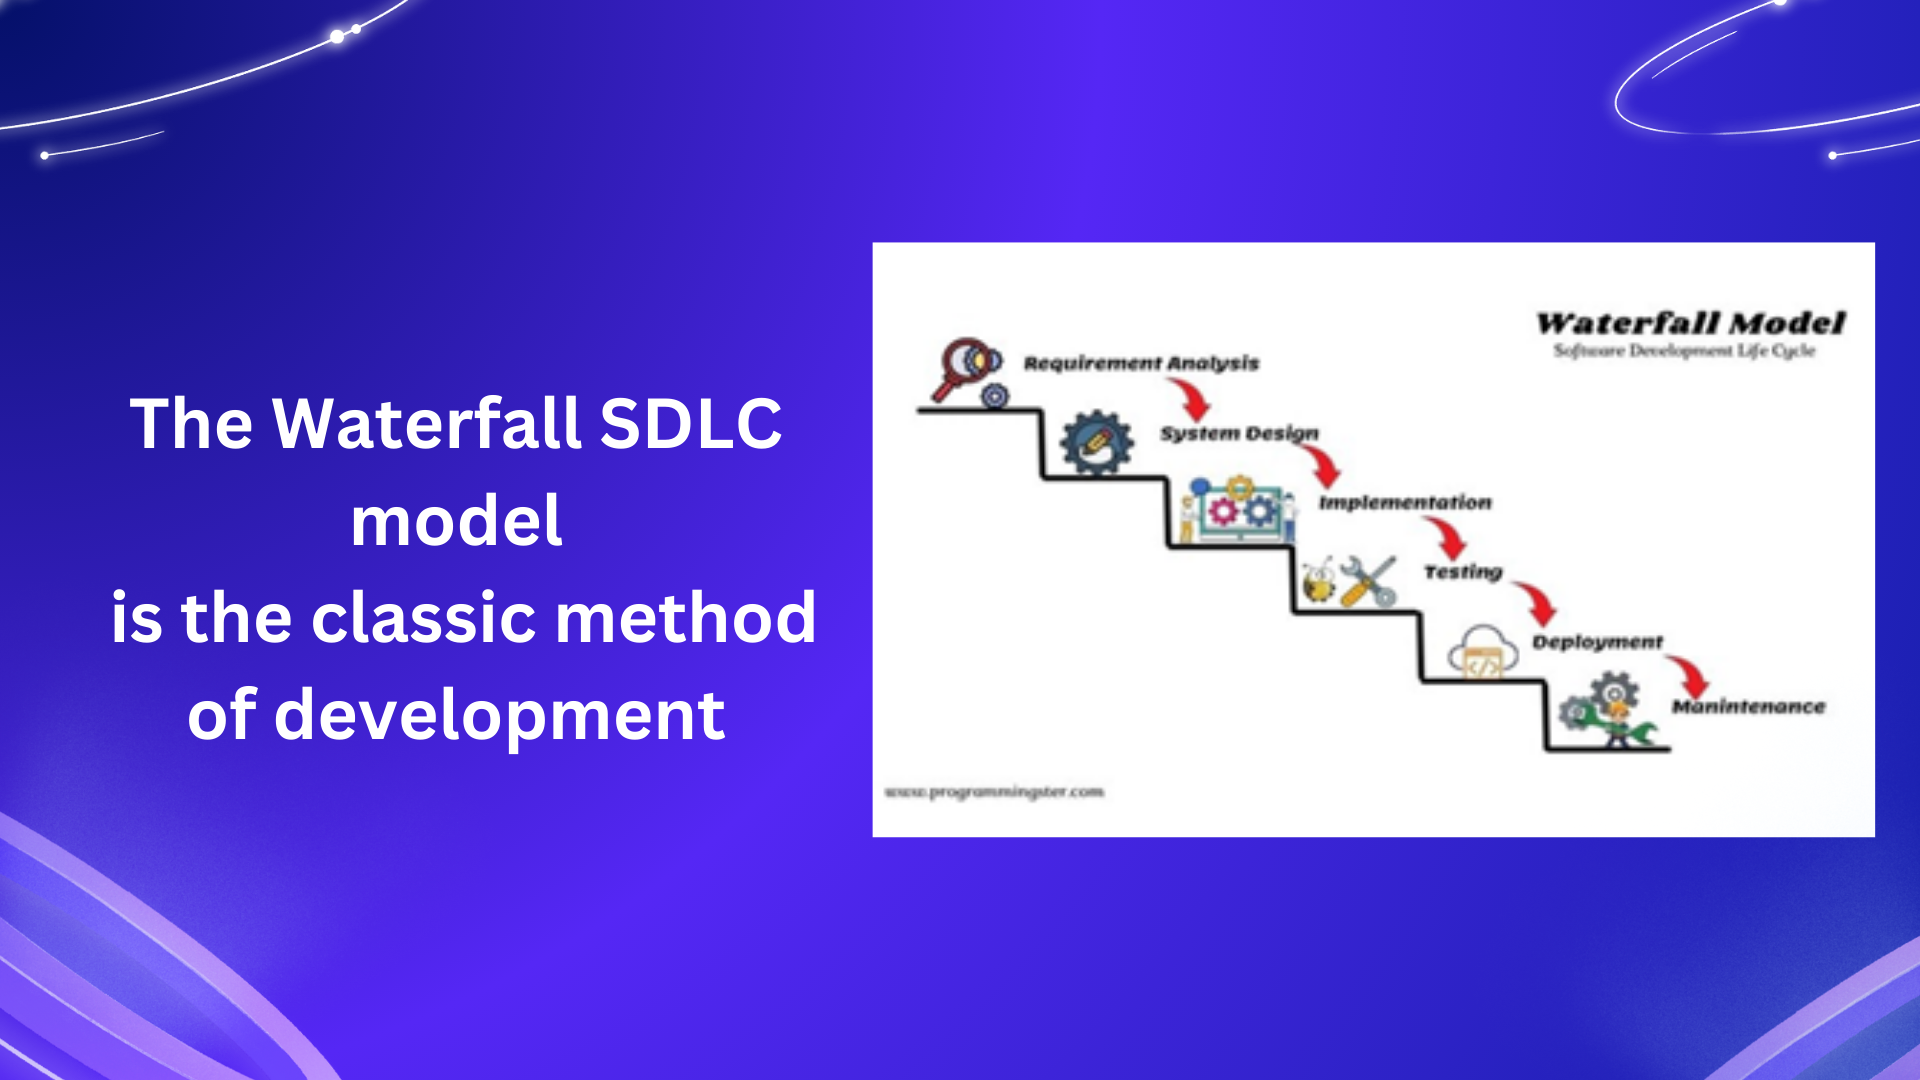 The Waterfall SDLC
model
is the classic method
of development
Waterfall Model
Software Development Life Cycle
Requirement Analysis
System Design
Implementation
Testing
Deployment
Manintenance
www.programmingster.com